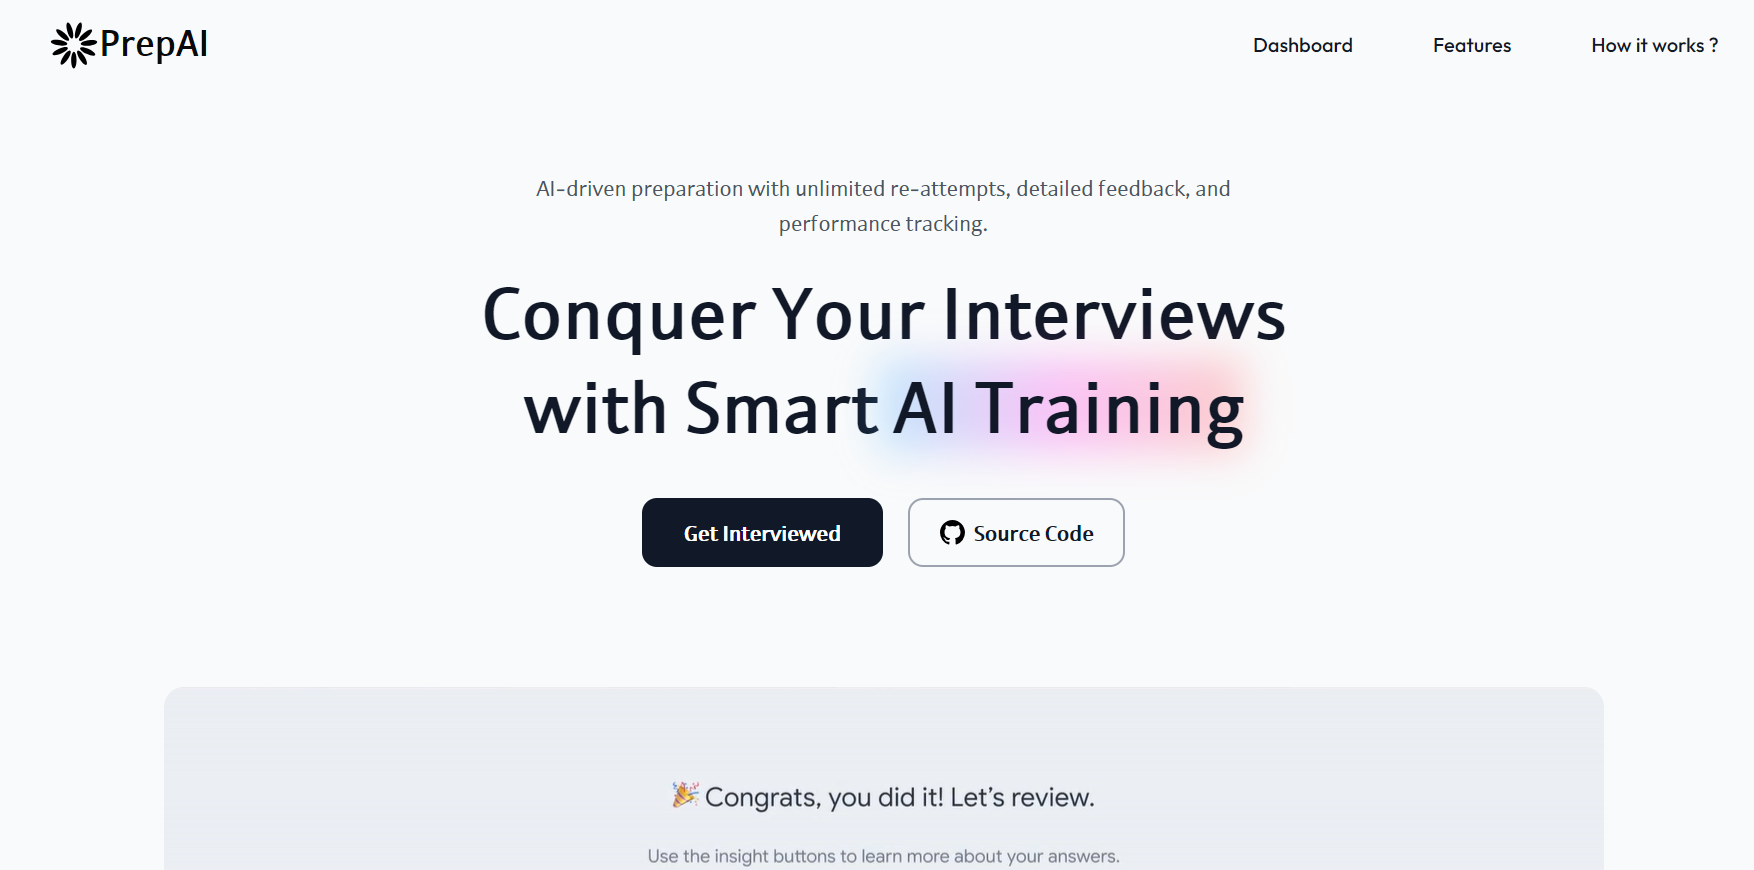 PrepAI
Dashboard
Features
How it works ?
AI-driven preparation with unlimited re-attempts, detailed feedback, and
performance tracking.
Conquer Your Interviews
with Smart AI Training
Get Interviewed
Source Code
🎉 Congrats, you did it! Let's review.
Use the insight buttons to learn more about your answers.